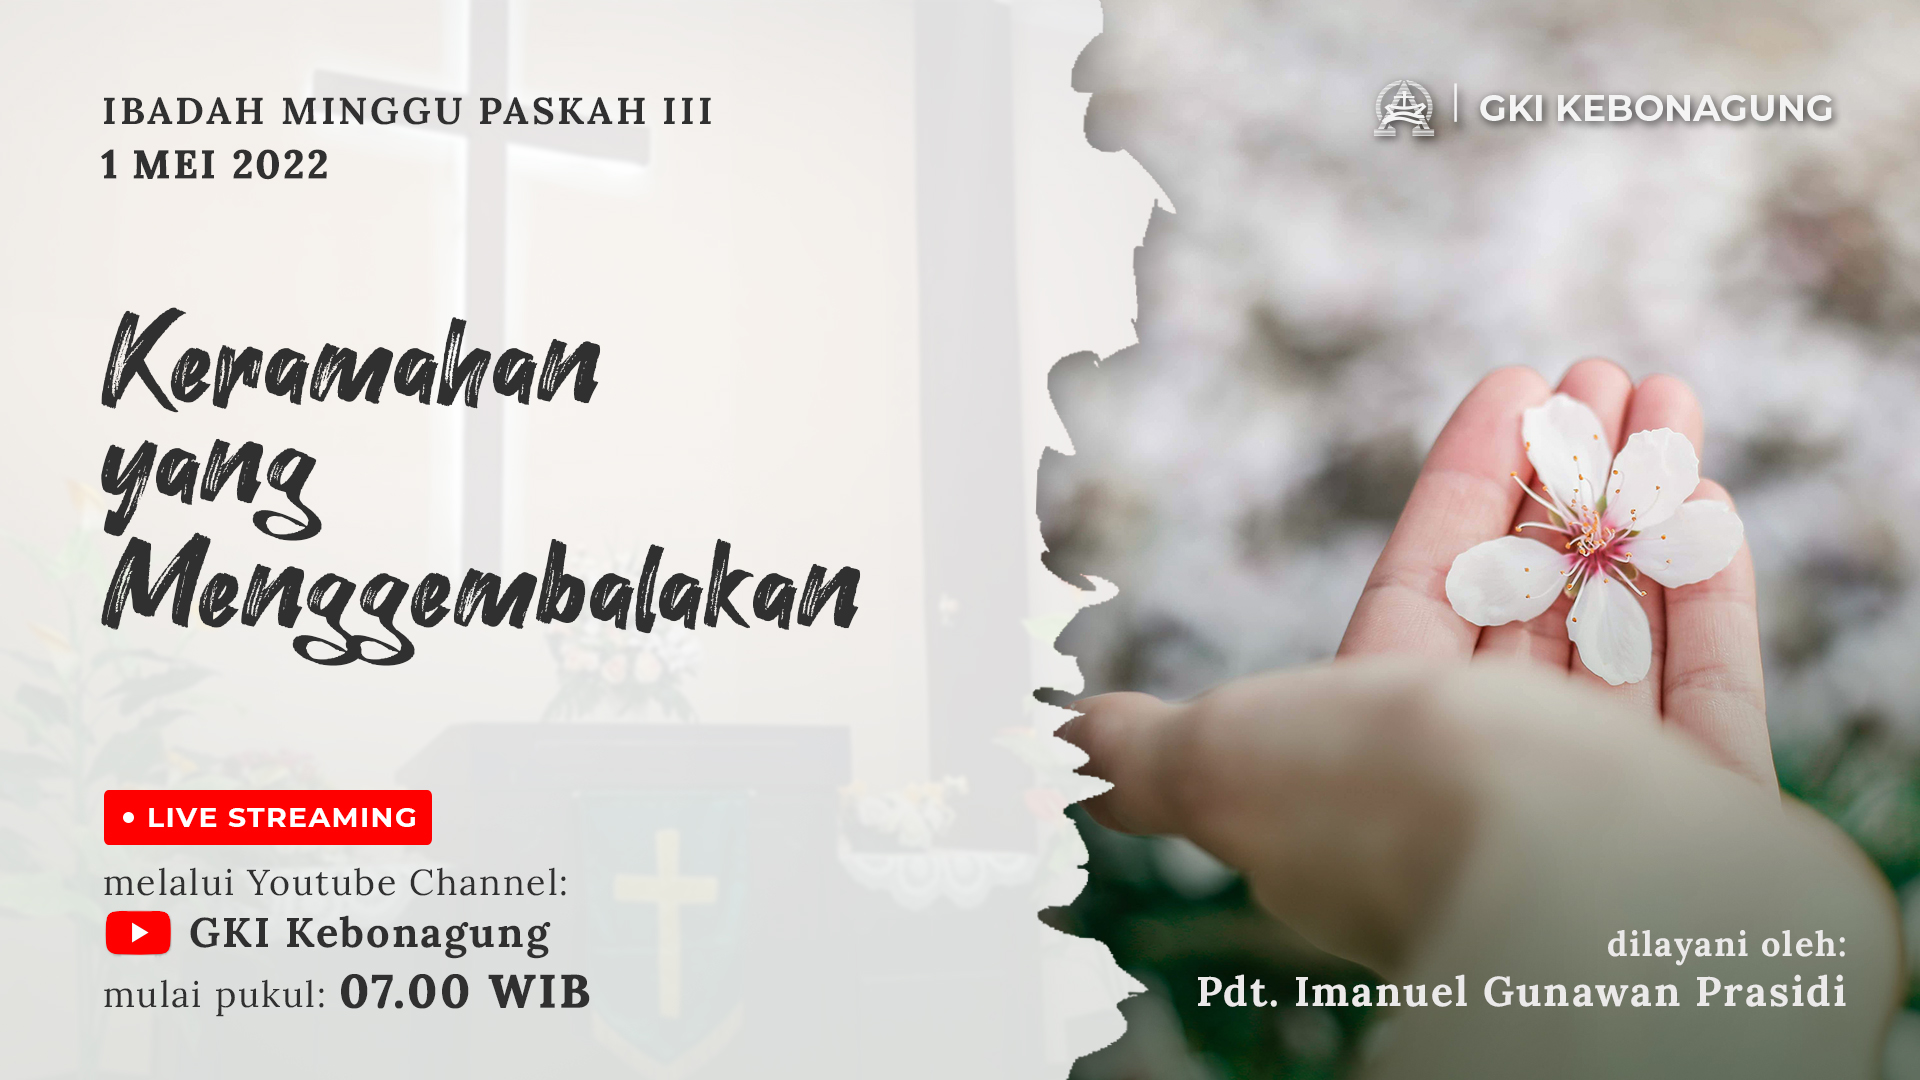 IBADAH MINGGU PASKAH III
1 MEI 2022
GKI KEBONAGUNG
Keramahan
yang
Menggembalakan
• LIVE STREAMING
melalui Youtube Channel:
GKI Kebonagung
mulai pukul: 07.00 WIB
dilayani oleh:
Pdt. Imanuel Gunawan Prasidi